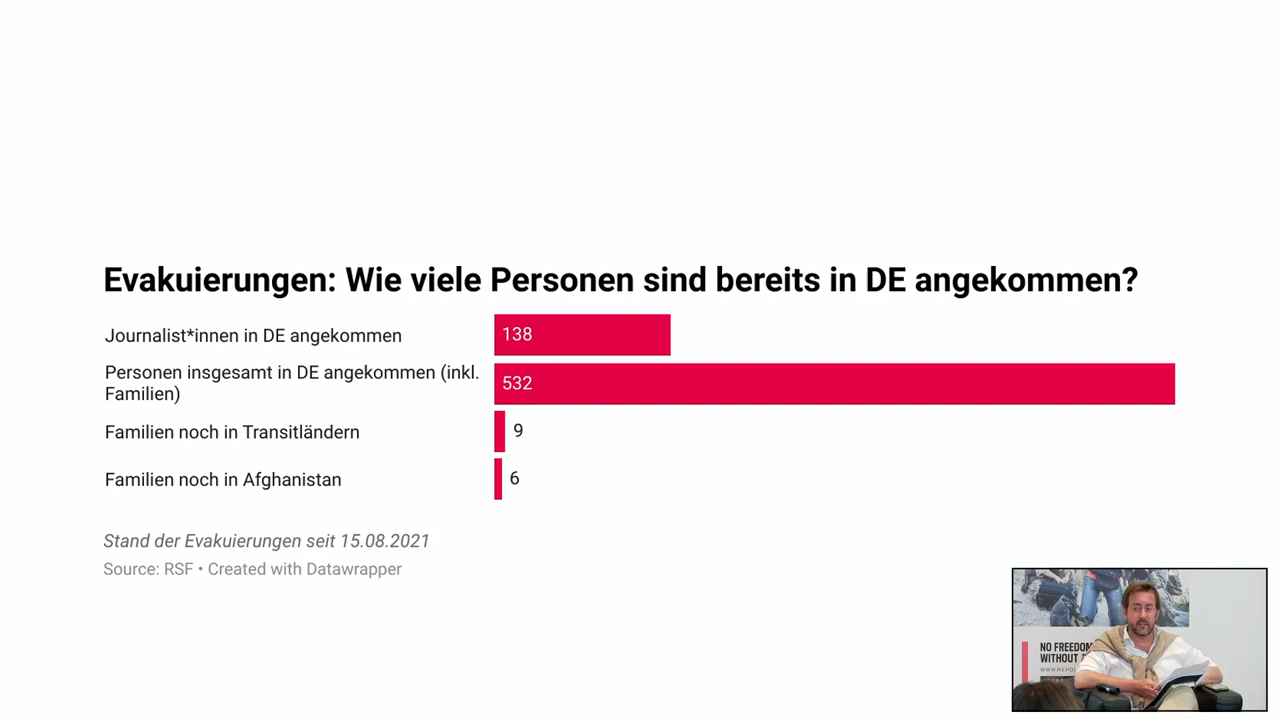 Evakuierungen: Wie viele Personen sind bereits in DE angekommen?
Journalist*innen in DE angekommen
138
Personen insgesamt in DE angekommen (inkl.
Familien)
532
Familien noch in Transitländern
9
Familien noch in Afghanistan
6
Stand der Evakuierungen seit 15.08.2021
Source: RSF • Created with Datawrapper
NO FREEDOM
WITHOUT